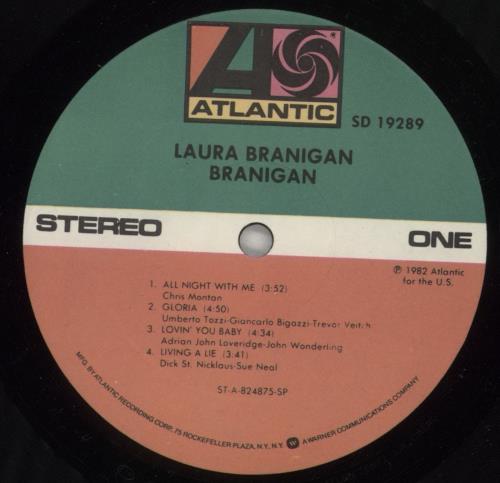 ATLANTIC
SD 19289
LAURA BRANIGAN
BRANIGAN
STEREO
ONE
℗ 1982 Atlantic
for the U.S.
1. ALL NIGHT WITH ME (3:52)
Chris Montan
2. GLORIA (4:50)
Umberto Tozzi-Giancarlo Bigazzi-Trevor Veitch
3. LOVIN' YOU BABY (4:34)
Adrian John Loveridge-John Wonderling
4. LIVING A LIE (3:41)
Dick St. Nicklaus-Sue Neal
ST-A-824875-SP
MFG. BY ATLANTIC RECORDING CORP., 75 ROCKEFELLER PLAZA, N.Y., N.Y. W A WARNER COMMUNICATIONS COMPANY